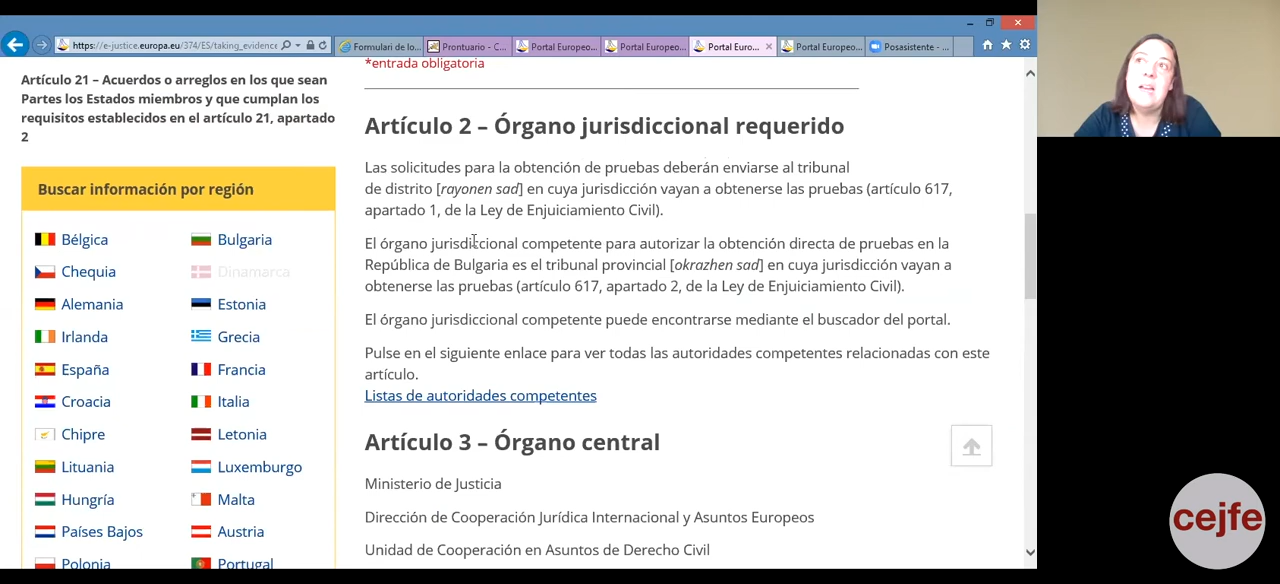 https://e-justice.europa.eu/374/ES/taking_evidence
Formulari de lo...
Prontuario - C...
Portal Europeo...
Portal Europeo...
Portal Euro...
Portal Europeo...
Posasistente - ...
Artículo 21 – Acuerdos o arreglos en los que sean
Partes los Estados miembros y que cumplan los
requisitos establecidos en el artículo 21, apartado
2
Buscar información por región
Bélgica
Bulgaria
Chequia
Dinamarca
Alemania
Estonia
Irlanda
Grecia
España
Francia
Croacia
Italia
Chipre
Letonia
Lituania
Luxemburgo
Hungría
Malta
Países Bajos
Austria
Polonia
Portugal
*entrada obligatoria
Artículo 2 – Órgano jurisdiccional requerido
Las solicitudes para la obtención de pruebas deberán enviarse al tribunal
de distrito [rayonen sad] en cuya jurisdicción vayan a obtenerse las pruebas (artículo 617,
apartado 1, de la Ley de Enjuiciamiento Civil).
El órgano jurisdiccional competente para autorizar la obtención directa de pruebas en la
República de Bulgaria es el tribunal provincial [okrazhen sad] en cuya jurisdicción vayan a
obtenerse las pruebas (artículo 617, apartado 2, de la Ley de Enjuiciamiento Civil).
El órgano jurisdiccional competente puede encontrarse mediante el buscador del portal.
Pulse en el siguiente enlace para ver todas las autoridades competentes relacionadas con este
artículo.
Listas de autoridades competentes
Artículo 3 – Órgano central
Ministerio de Justicia
Dirección de Cooperación Jurídica Internacional y Asuntos Europeos
Unidad de Cooperación en Asuntos de Derecho Civil
cejfe